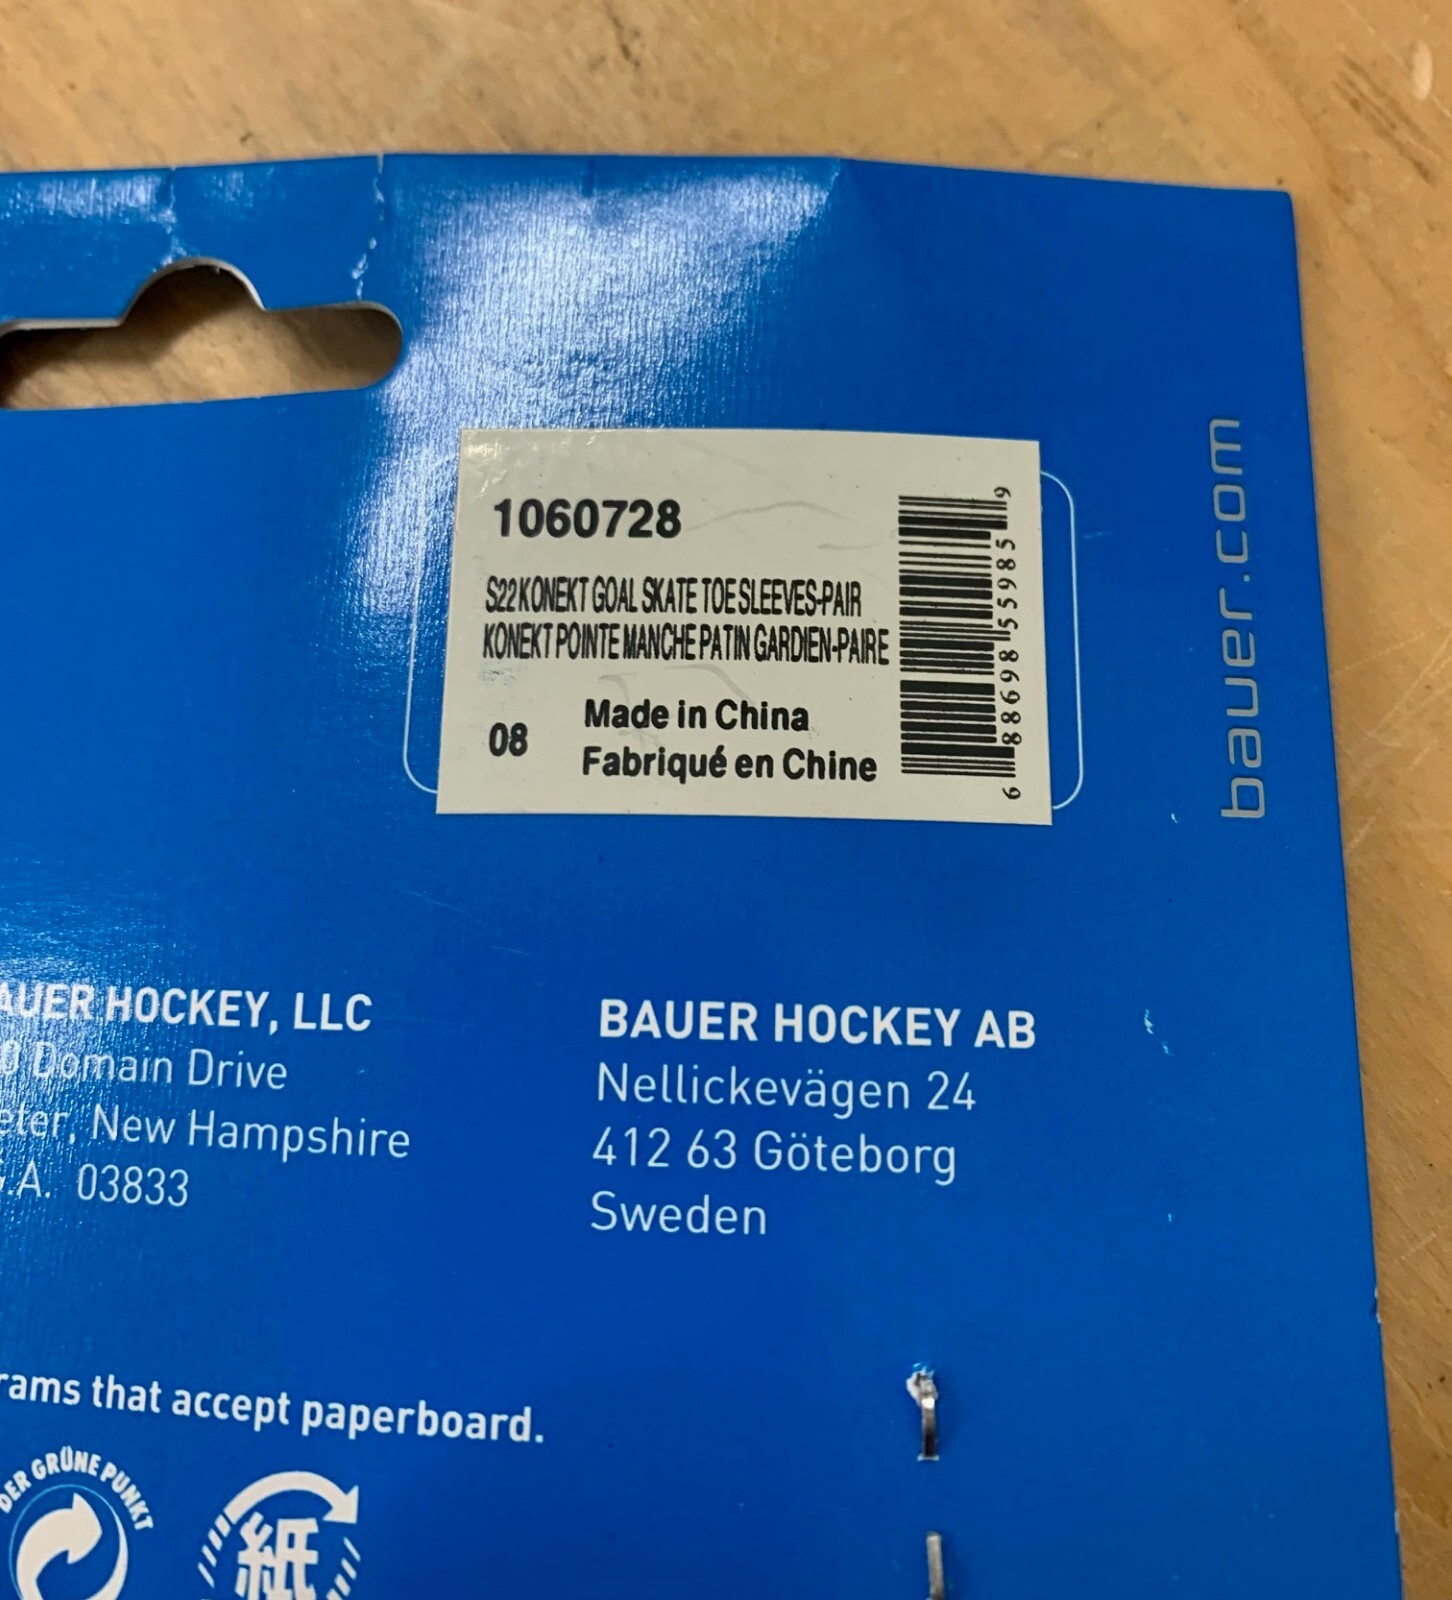 1060728
S22 KONEKT GOAL SKATE TOE SLEEVES-PAIR
KONEKT POINTE MANCHE PATIN GARDIEN-PAIRE
08
Made in China
Fabriqué en Chine
6 88698 55985 9
bauer.com
AUER HOCKEY, LLC
0 Domain Drive
eter, New Hampshire
.A. 03833
BAUER HOCKEY AB
Nellickevägen 24
412 63 Göteborg
Sweden
rams that accept paperboard.
DER GRÜNE PUNKT
紙